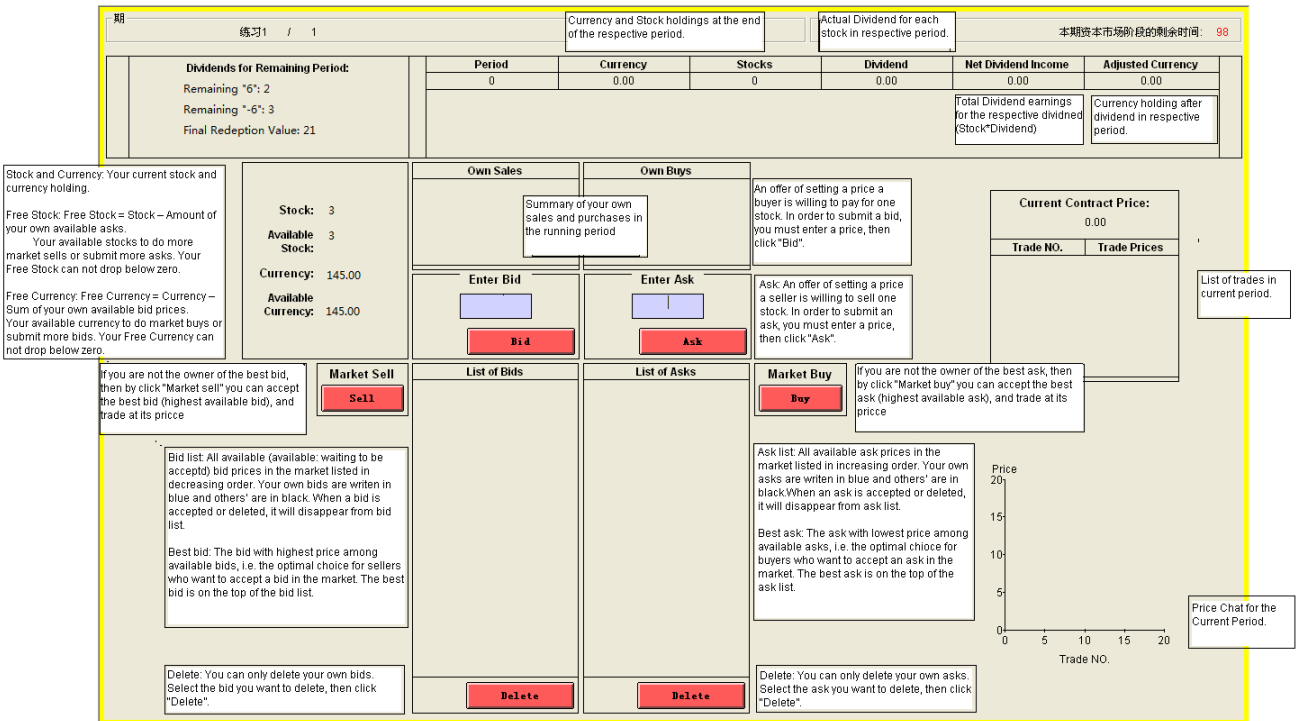 期
练习1 / 1
Currency and Stock holdings at the end
of the respective period.
Actual Dividend for each
stock in respective period.
本期资本市场阶段的剩余时间: 98
Dividends for Remaining Period:
Remaining "6": 2
Remaining "-6": 3
Final Redeption Value: 21
Period Currency Stocks Dividend Net Dividend Income Adjusted Currency
0 0.00 0 0.00 0.00 0.00
Total Dividend earnings
for the respective dividned
(Stock*Dividend)
Currency holding after
dividend in respective
period.
Stock and Currency: Your current stock and
currency holding.
Free Stock: Free Stock = Stock – Amount of
your own available asks.
Your available stocks to do more
market sells or submit more asks. Your
Free Stock can not drop below zero.
Free Currency: Free Currency = Currency –
Sum of your own available bid prices.
Your available currency to do market buys or
submit more bids. Your Free Currency can
not drop below zero.
Stock: 3
Available
Stock: 3
Currency: 145.00
Available
Currency: 145.00
Own Sales
Own Buys
Summary of your own
sales and purchases in
the running period
An offer of setting a price a
buyer is willing to pay for one
stock. In order to submit a bid,
you must enter a price, then
click "Bid".
Enter Bid
Bid
Enter Ask
Ask
Ask: An offer of setting a price
a seller is willing to sell one
stock. In order to submit an
ask, you must enter a price,
then click "Ask".
Current Contract Price:
0.00
Trade NO. Trade Prices
List of trades in
current period.
If you are not the owner of the best bid,
then by click "Market sell" you can accept
the best bid (highest available bid), and
trade at its pricce
Market Sell
Sell
List of Bids
List of Asks
Market Buy
Buy
If you are not the owner of the best ask, then
by click "Market buy" you can accept the best
ask (highest available ask), and trade at its
pricce
Bid list: All available (available: waiting to be
acceptd) bid prices in the market listed in
decreasing order. Your own bids are writen in
blue and others' are in black. When a bid is
accepted or deleted, it will disappear from bid
list.
Best bid: The bid with highest price among
available bids, i.e. the optimal choice for sellers
who want to accept a bid in the market. The best
bid is on the top of the bid list.
Ask list: All available ask prices in the
market listed in increasing order. Your own
asks are writen in blue and others' are in
black.When an ask is accepted or deleted,
it will disappear from ask list.
Best ask: The ask with lowest price among
available asks, i.e. the optimal chioce for
buyers who want to accept an ask in the
market. The best ask is on the top of the
ask list.
Price
20
15
10
5
0
0 5 10 15 20
Trade NO.
Price Chat for the
Current Period.
Delete: You can only delete your own bids.
Select the bid you want to delete, then click
"Delete".
Delete
Delete
Delete: You can only delete your own asks.
Select the ask you want to delete, then click
"Delete".